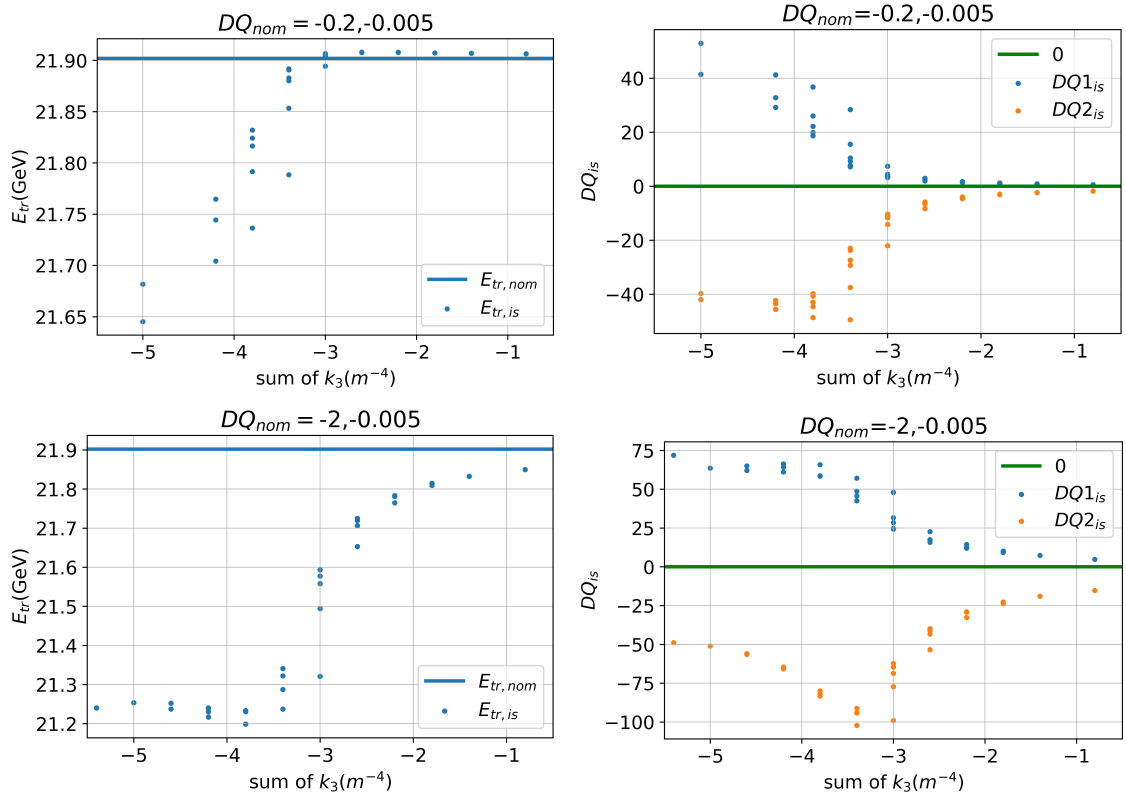 DQ_nom = -0.2,-0.005
E_tr(GeV)
21.90
21.85
21.80
21.75
21.70
21.65
E_tr,nom
E_tr,is
−5 −4 −3 −2 −1
sum of k_3(m^−4)
DQ_nom=-0.2,-0.005
DQ_is
40
20
0
−20
−40
0
DQ1_is
DQ2_is
−5 −4 −3 −2 −1
sum of k_3(m^−4)
DQ_nom = -2,-0.005
E_tr(GeV)
21.9
21.8
21.7
21.6
21.5
21.4
21.3
21.2
E_tr,nom
E_tr,is
−5 −4 −3 −2 −1
sum of k_3(m^−4)
DQ_nom=-2,-0.005
DQ_is
75
50
25
0
−25
−50
−75
−100
0
DQ1_is
DQ2_is
−5 −4 −3 −2 −1
sum of k_3(m^−4)